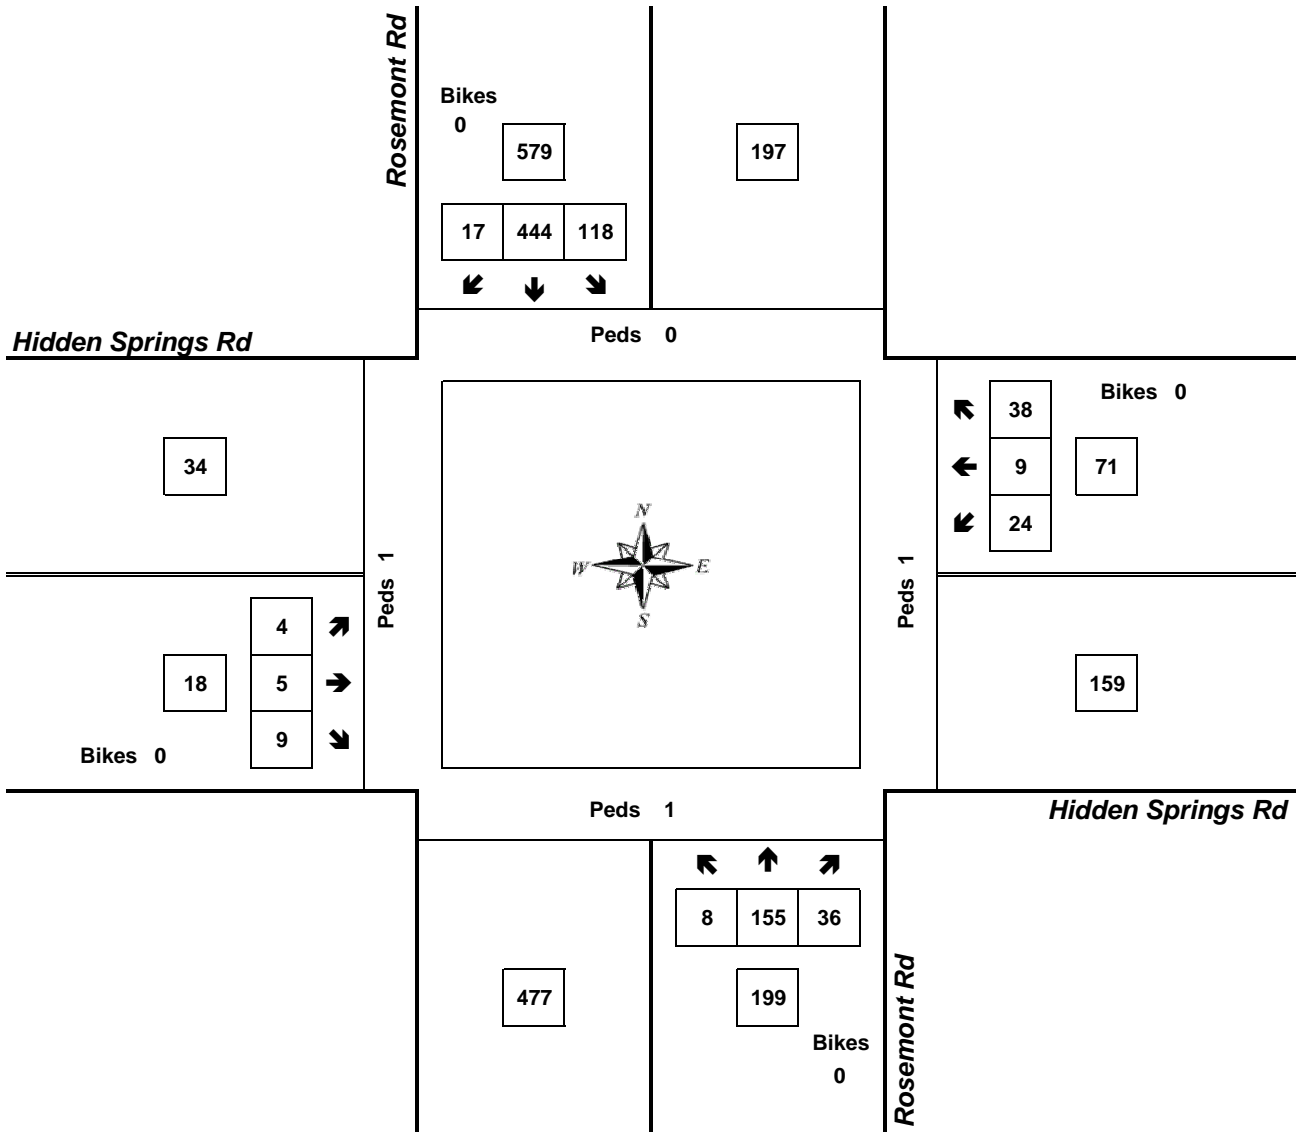 Rosemont Rd
Bikes
0
579
197
17 444 118
Peds 0
Hidden Springs Rd
Bikes 0
38
9
24
71
34
N
W E
S
Peds 1
Peds 1
4
5
9
18
159
Bikes 0
Peds 1
Hidden Springs Rd
8 155 36
477
199
Bikes
0
Rosemont Rd